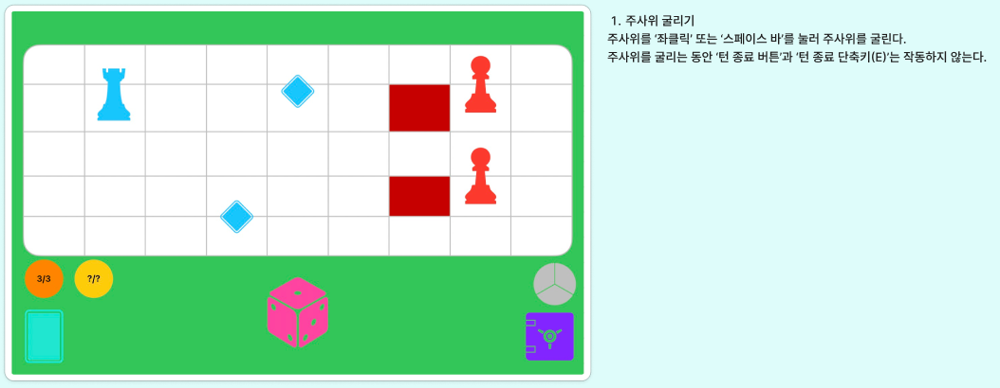 1. 주사위 굴리기
주사위를 '좌클릭' 또는 '스페이스 바'를 눌러 주사위를 굴린다.
주사위를 굴리는 동안 '턴 종료 버튼'과 '턴 종료 단축키(E)'는 작동하지 않는다.
3/3
?/?